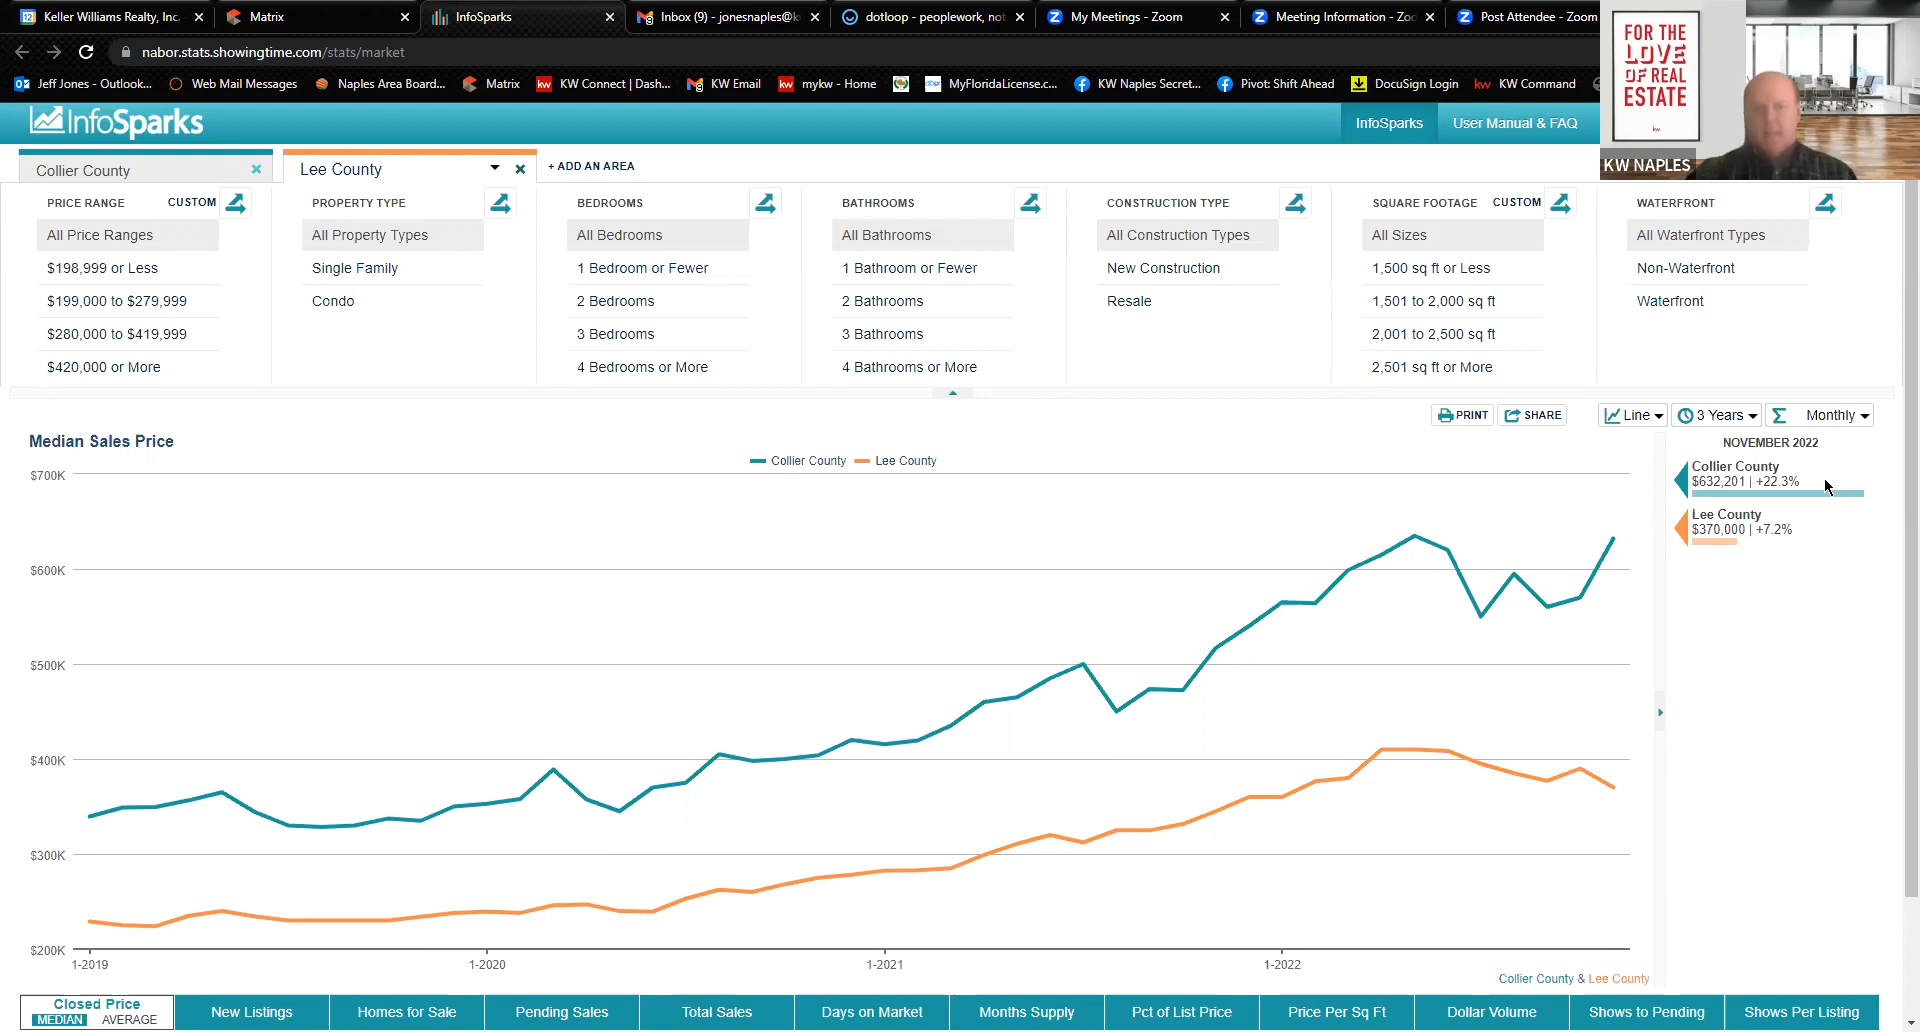 Keller Williams Realty, Inc.
Matrix
InfoSparks
Inbox (9) - jonesnaples@k
dotloop - peoplework, not
My Meetings - Zoom
Meeting Information - Zoo
Post Attendee - Zoom
nabor.stats.showingtime.com/stats/market
Jeff Jones - Outlook...
Web Mail Messages
Naples Area Board...
Matrix
KW Connect | Dash...
KW Email
mykw - Home
MyFloridaLicense.c...
KW Naples Secret...
Pivot: Shift Ahead
DocuSign Login
KW Command
FOR THE
LOVE
OF REAL
ESTATE
kw
KW NAPLES
InfoSparks
InfoSparks
User Manual & FAQ
Collier County
Lee County
+ ADD AN AREA
PRICE RANGE CUSTOM
All Price Ranges
$198,999 or Less
$199,000 to $279,999
$280,000 to $419,999
$420,000 or More
PROPERTY TYPE
All Property Types
Single Family
Condo
BEDROOMS
All Bedrooms
1 Bedroom or Fewer
2 Bedrooms
3 Bedrooms
4 Bedrooms or More
BATHROOMS
All Bathrooms
1 Bathroom or Fewer
2 Bathrooms
3 Bathrooms
4 Bathrooms or More
CONSTRUCTION TYPE
All Construction Types
New Construction
Resale
SQUARE FOOTAGE CUSTOM
All Sizes
1,500 sq ft or Less
1,501 to 2,000 sq ft
2,001 to 2,500 sq ft
2,501 sq ft or More
WATERFRONT
All Waterfront Types
Non-Waterfront
Waterfront
PRINT
SHARE
Line
3 Years
Monthly
Median Sales Price
Collier County Lee County
$700K
$600K
$500K
$400K
$300K
$200K
1-2019
1-2020
1-2021
1-2022
Collier County & Lee County
NOVEMBER 2022
Collier County
$632,201 | +22.3%
Lee County
$370,000 | +7.2%
Closed Price
MEDIAN AVERAGE
New Listings
Homes for Sale
Pending Sales
Total Sales
Days on Market
Months Supply
Pct of List Price
Price Per Sq Ft
Dollar Volume
Shows to Pending
Shows Per Listing